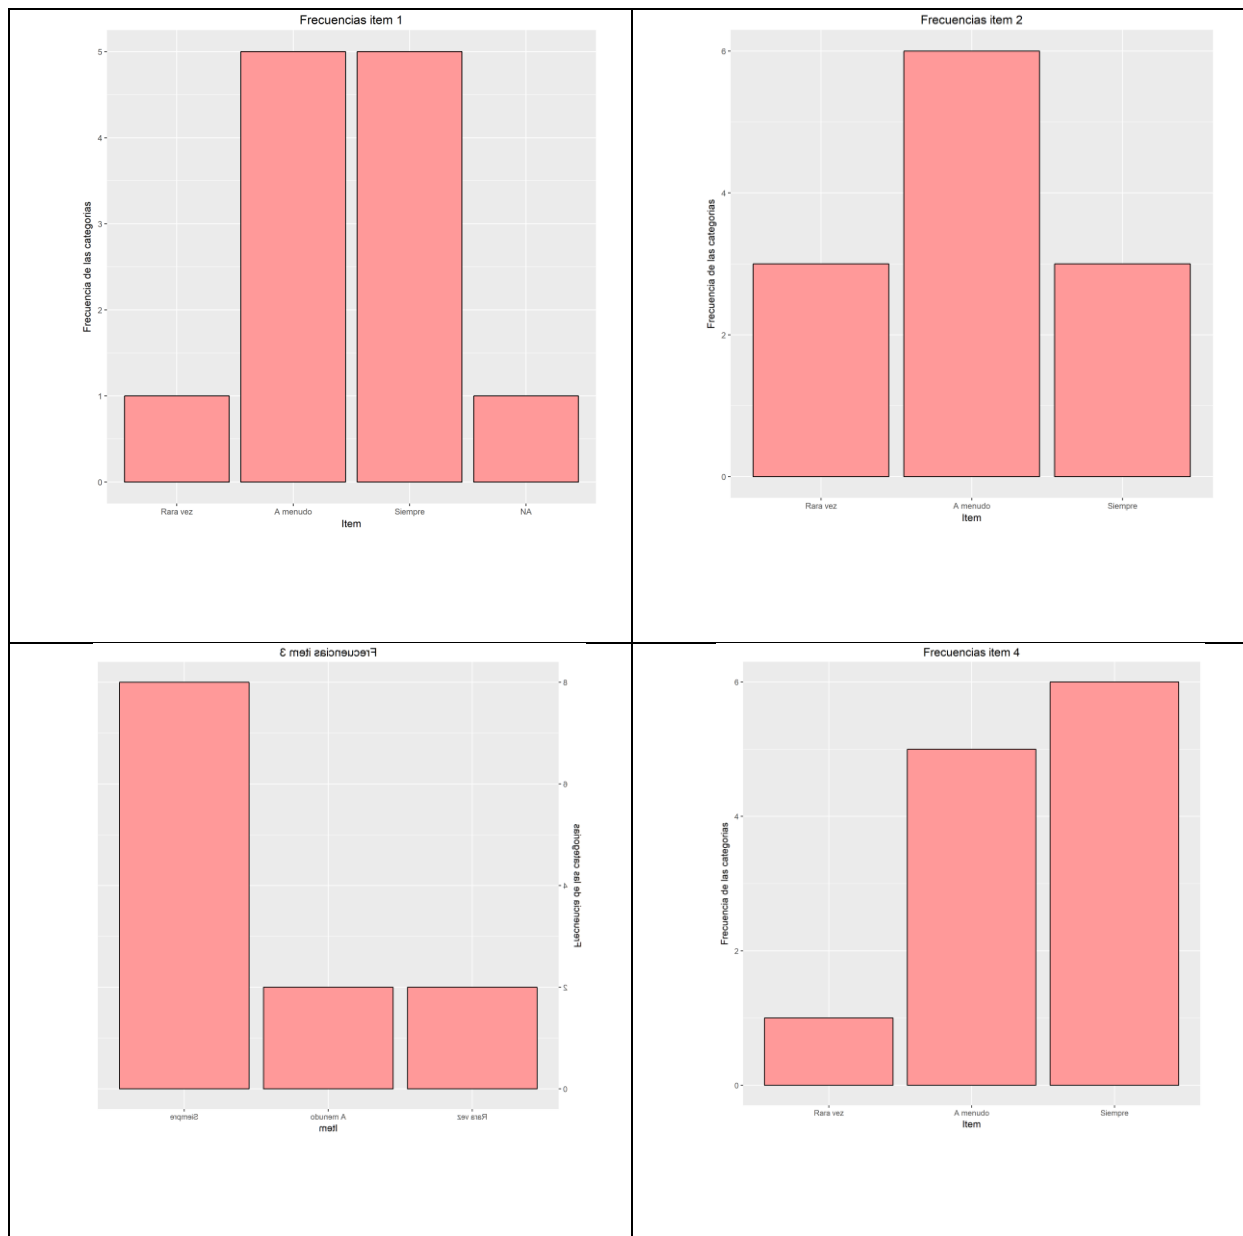 Frecuencias item 1
5
4
3
2
1
0
Frecuencia de las categorias
Rara vez A menudo Siempre NA
Item
Frecuencias item 2
6
4
2
0
Frecuencia de las categorias
Rara vez A menudo Siempre
Item
Frecuencias item 3
8
6
4
2
0
Frecuencia de las categorias
Siempre A menudo Rara vez
Item
Frecuencias item 4
6
4
2
0
Frecuencia de las categorias
Rara vez A menudo Siempre
Item